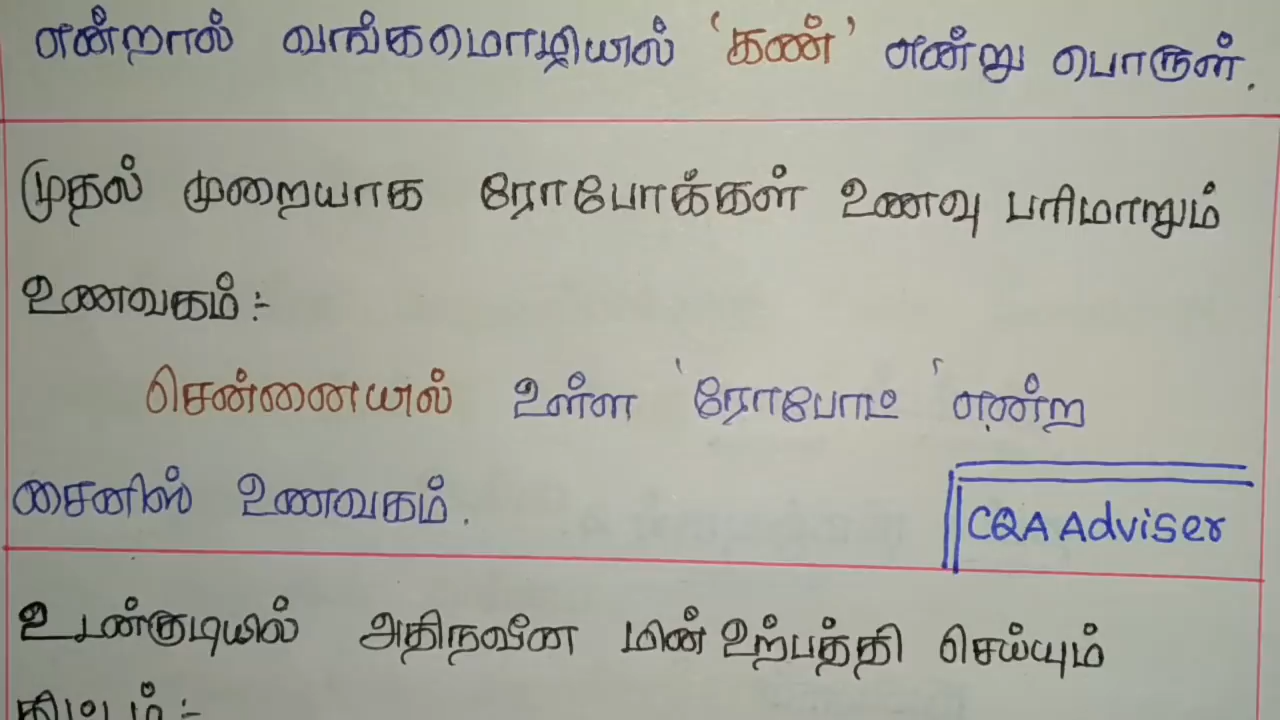 என்றால் வங்கமொழியில் 'கண்' என்று பொருள்.
முதல் முறையாக ரோபோக்கள் உணவு பரிமாறும்
உணவகம் :-
சென்னையில் உள்ள 'ரோபோட்' என்ற
சைனிஸ் உணவகம்.
CQA Adviser
உடன்குடியில் அதிநவீன மின் உற்பத்தி செய்யும்
திட்டம் :-